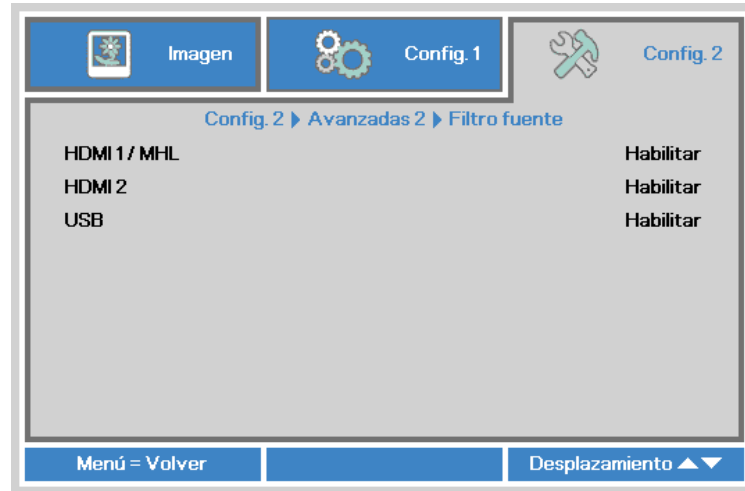 Imagen
Config. 1
Config. 2
Config. 2 ▶ Avanzadas 2 ▶ Filtro fuente
HDMI 1 / MHL Habilitar
HDMI 2 Habilitar
USB Habilitar
Menú = Volver
Desplazamiento ▲▼